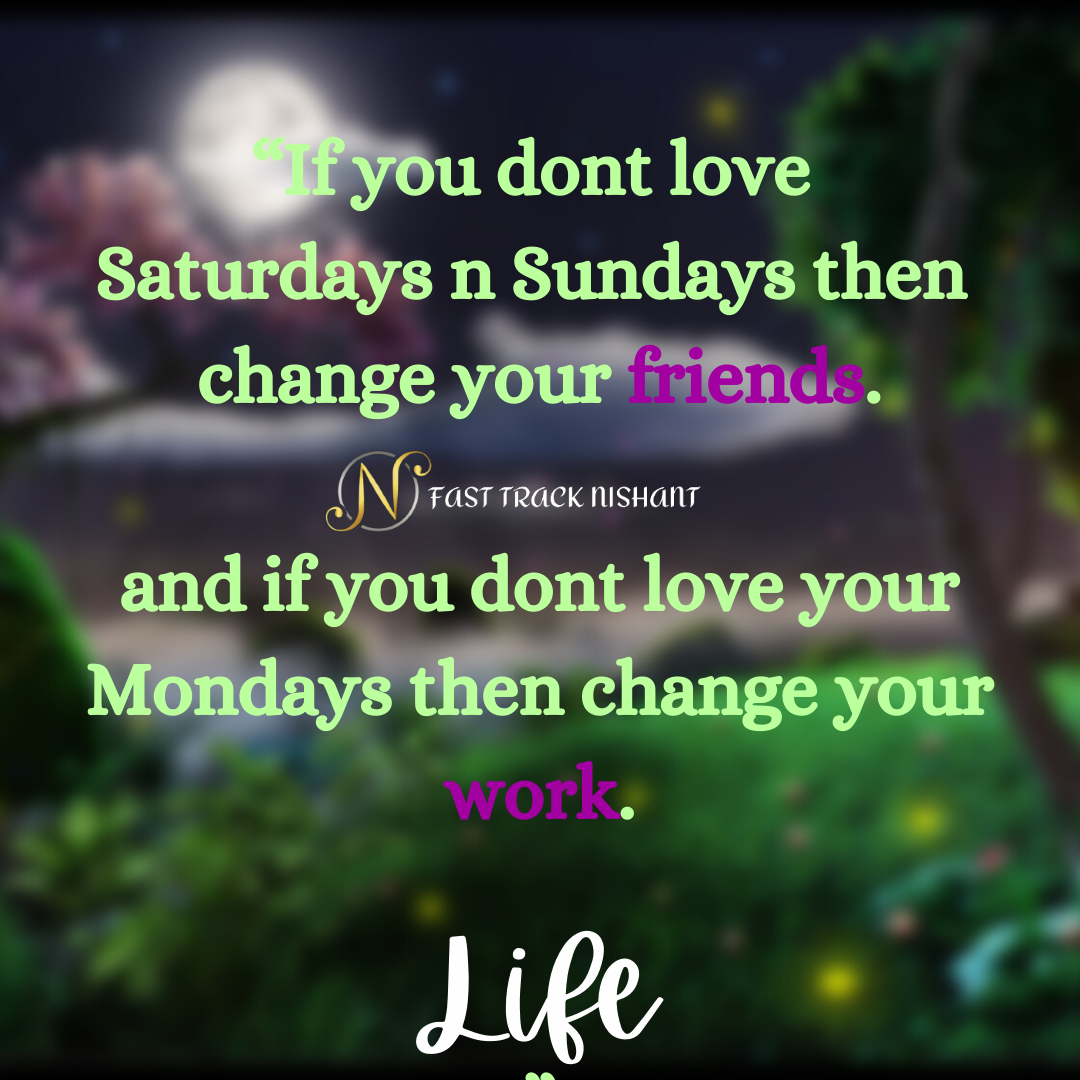 “If you dont love
Saturdays n Sundays then
change your friends.
N FAST TRACK NISHANT
and if you dont love your
Mondays then change your
work.
Life
”